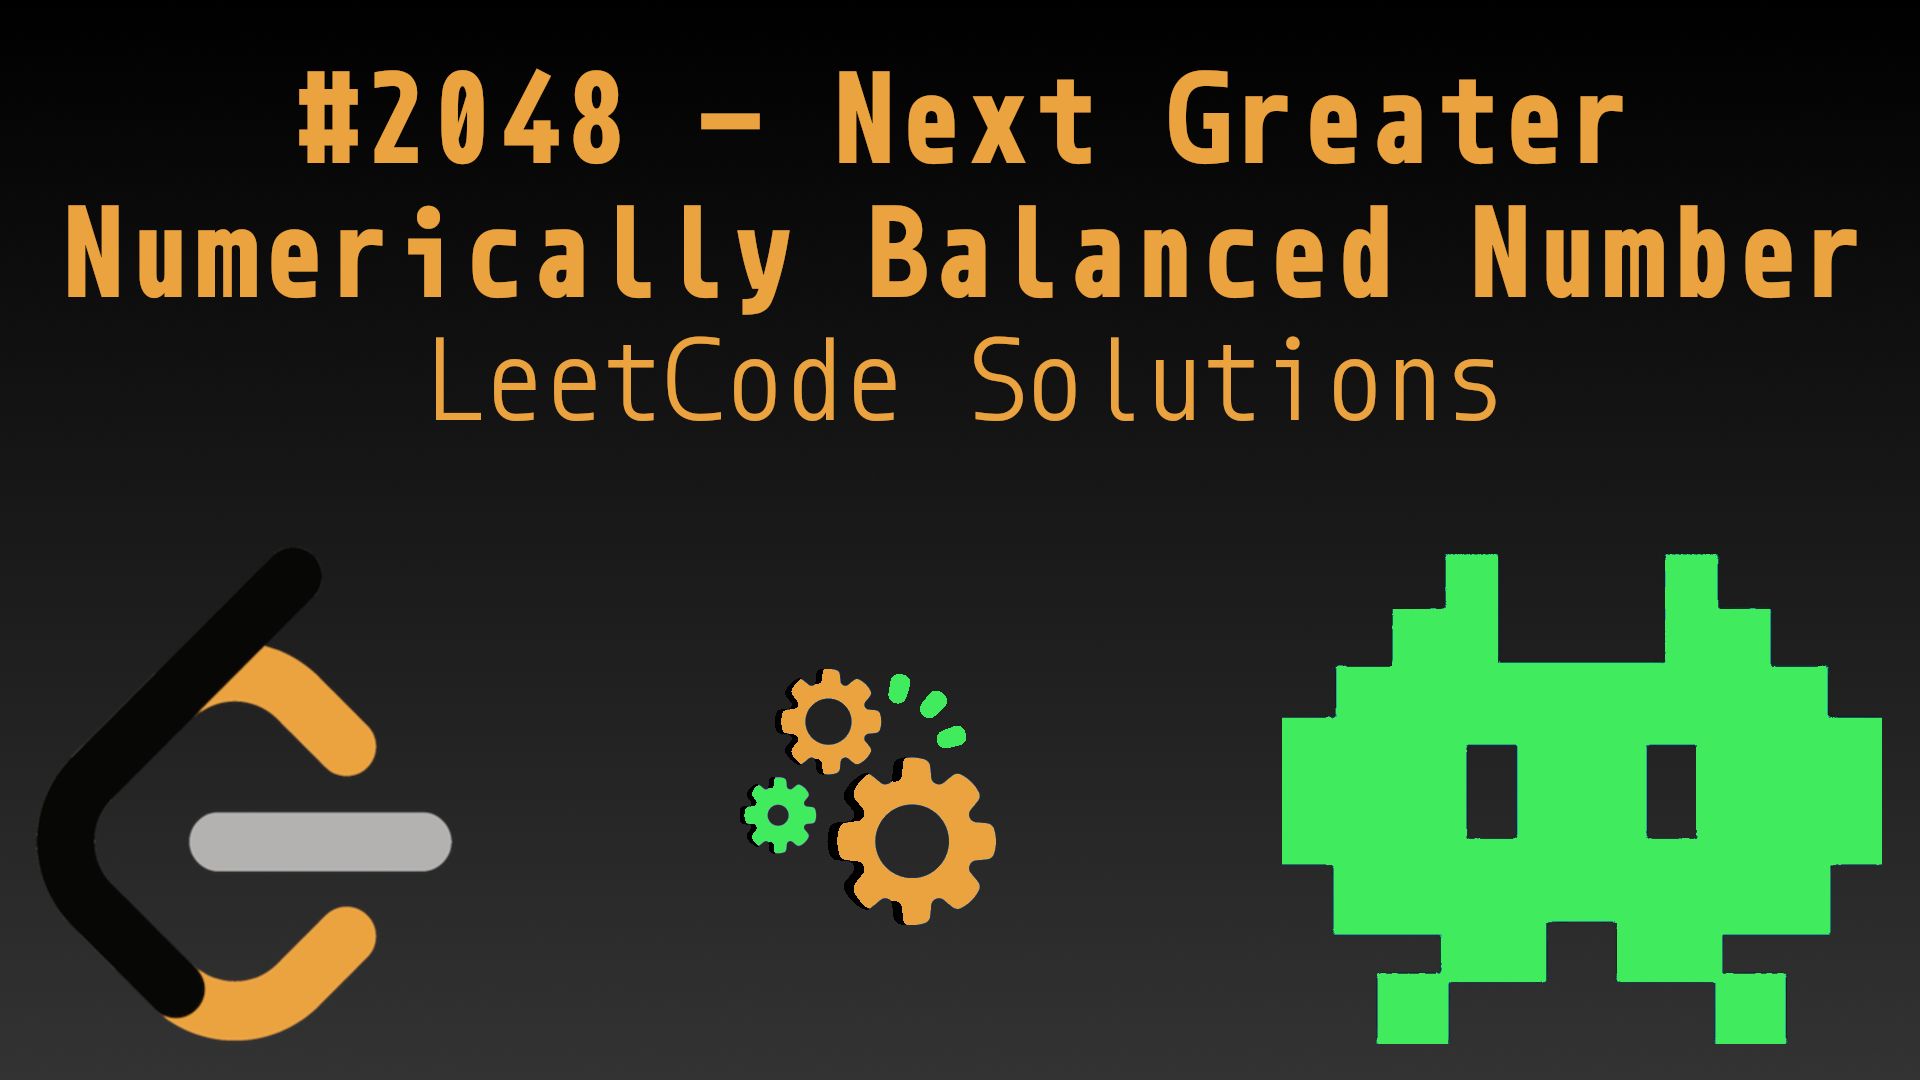 #2048 – Next Greater
Numerically Balanced Number
LeetCode Solutions